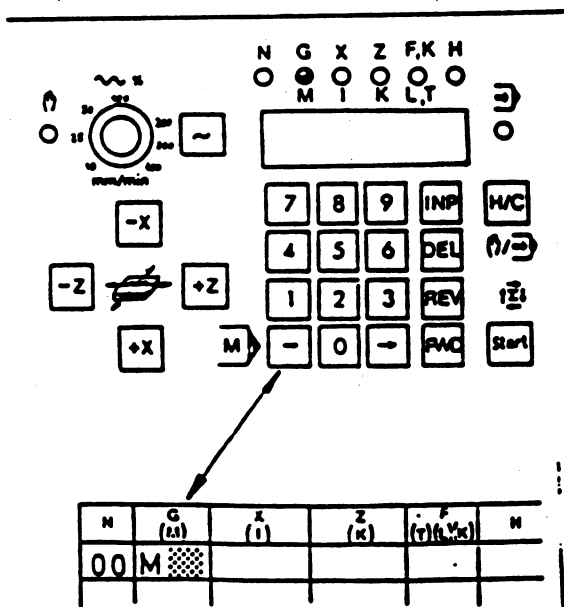 N G X Z F,K H
M I K L,T
~ %
mm/min
~
-X
-Z +Z
+X
7 8 9 INP H/C
4 5 6 DEL
1 2 3 REV
M - 0 → FWD Start
N G (M) X (I) Z (K) F (T)(L,K) H
00 M